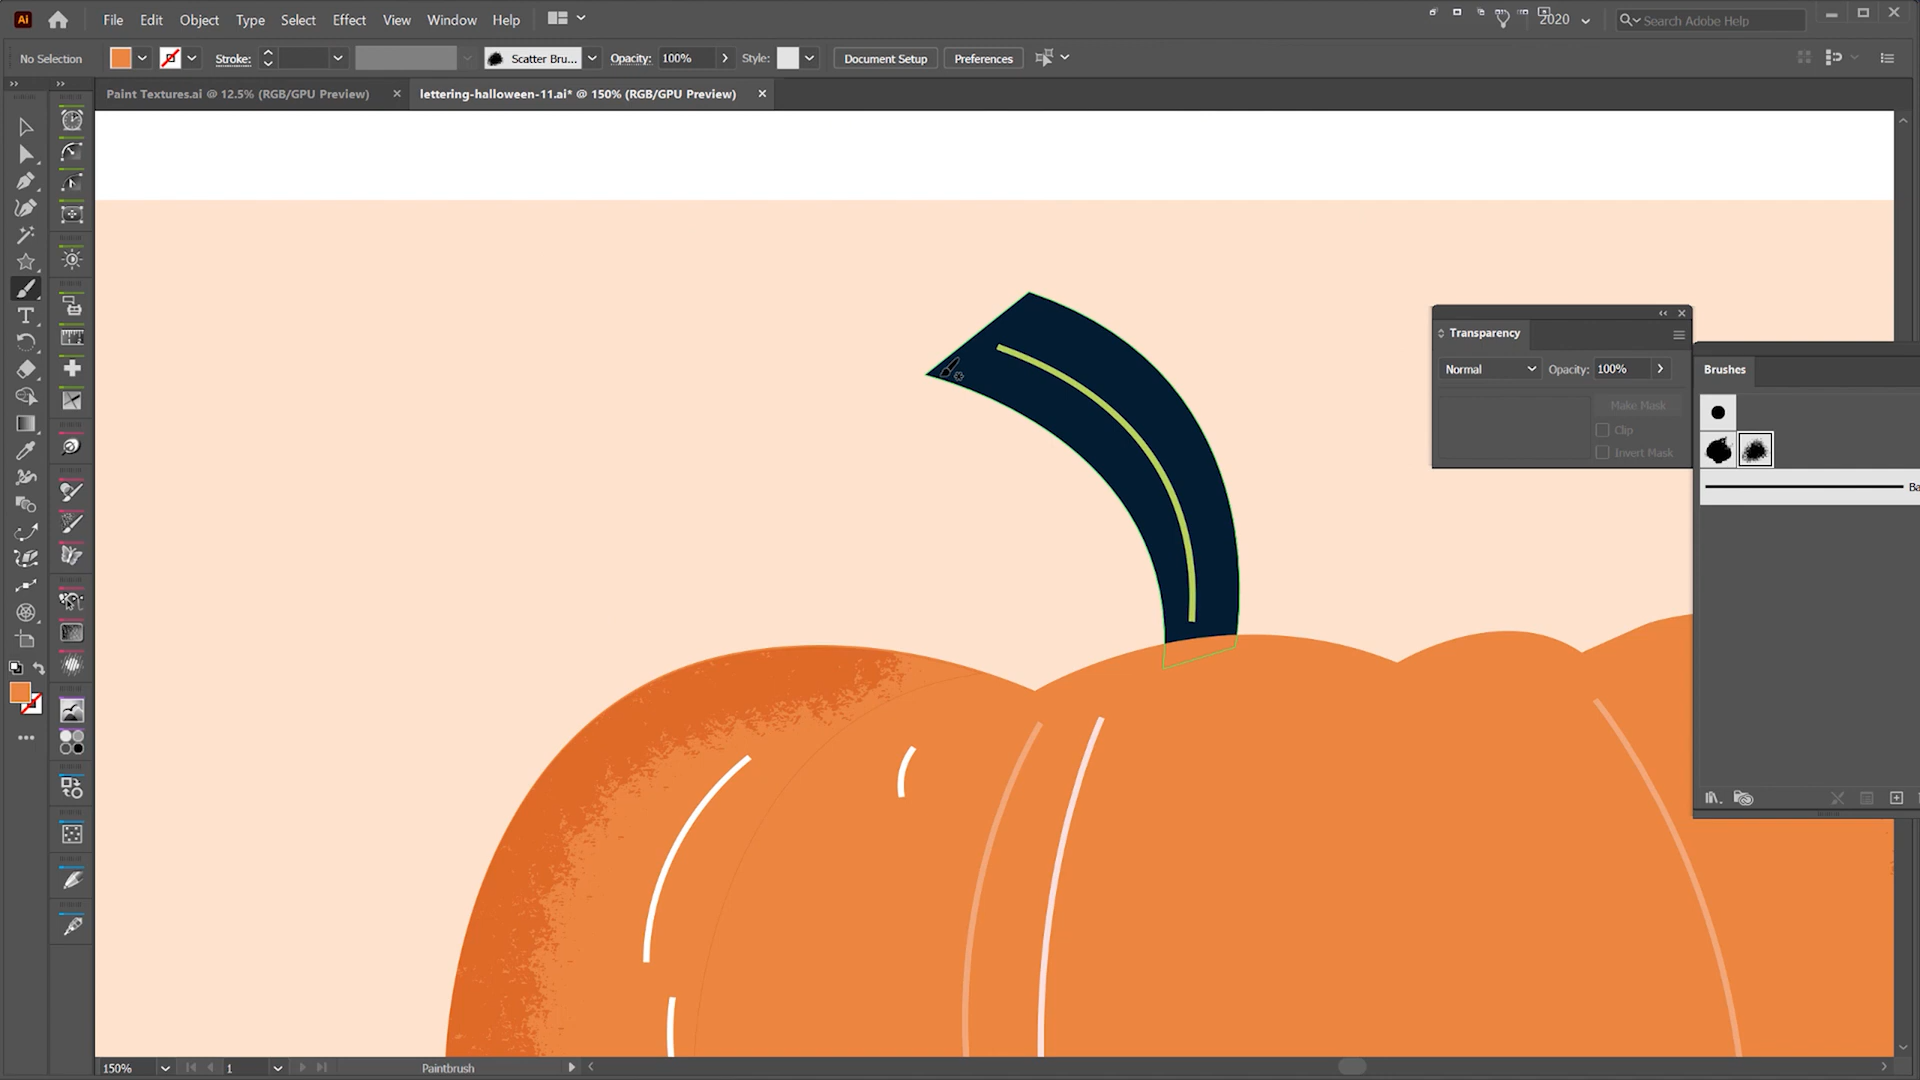 Ai File Edit Object Type Select Effect View Window Help 2020 Search Adobe Help
No Selection Stroke: Scatter Bru... Opacity: 100% Style: Document Setup Preferences
Paint Textures.ai @ 12.5% (RGB/GPU Preview) lettering-halloween-11.ai* @ 150% (RGB/GPU Preview)
Transparency
Normal Opacity: 100%
Make Mask
Clip
Invert Mask
Brushes
Ba
150% 1 Paintbrush